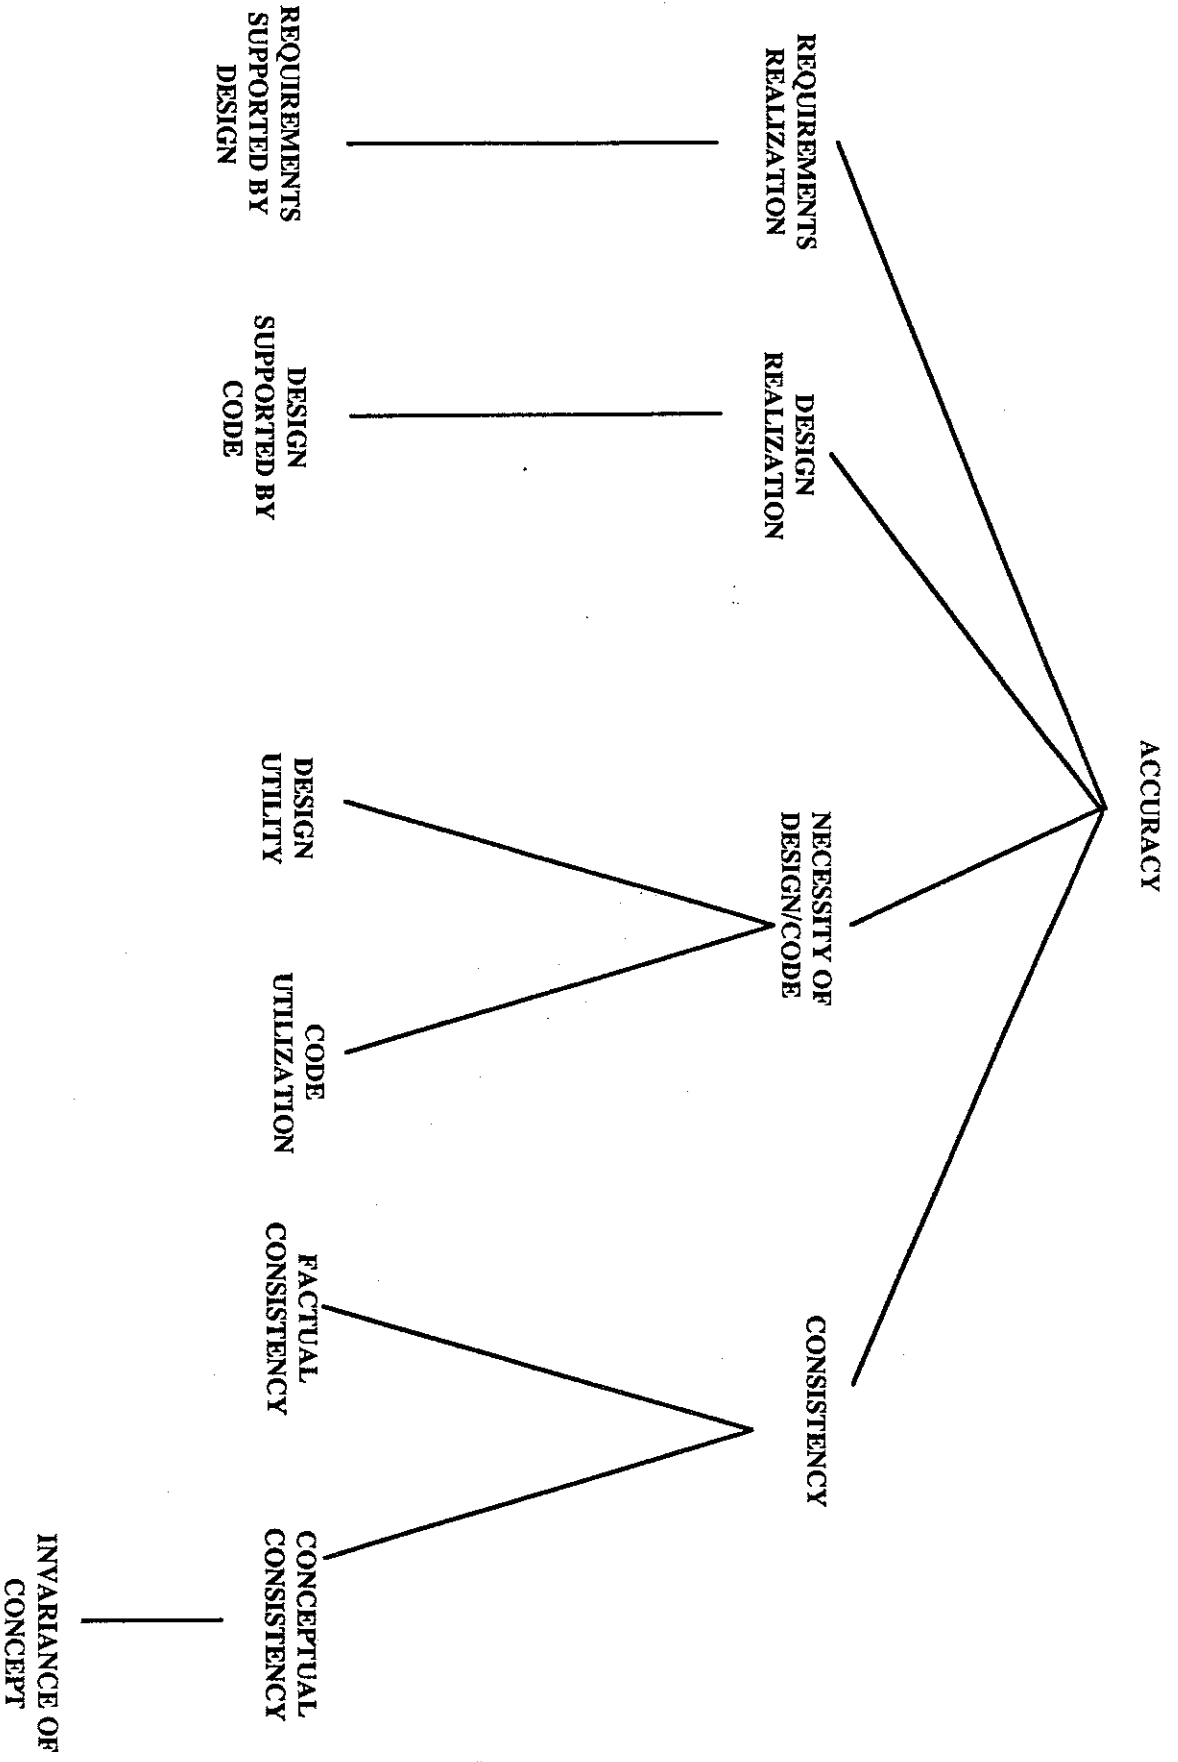 ACCURACY
REQUIREMENTS
REALIZATION
DESIGN
REALIZATION
NECESSITY OF
DESIGN/CODE
CONSISTENCY
REQUIREMENTS
SUPPORTED BY
DESIGN
DESIGN
SUPPORTED BY
CODE
DESIGN
UTILITY
CODE
UTILIZATION
FACTUAL
CONSISTENCY
CONCEPTUAL
CONSISTENCY
INVARIANCE OF
CONCEPT